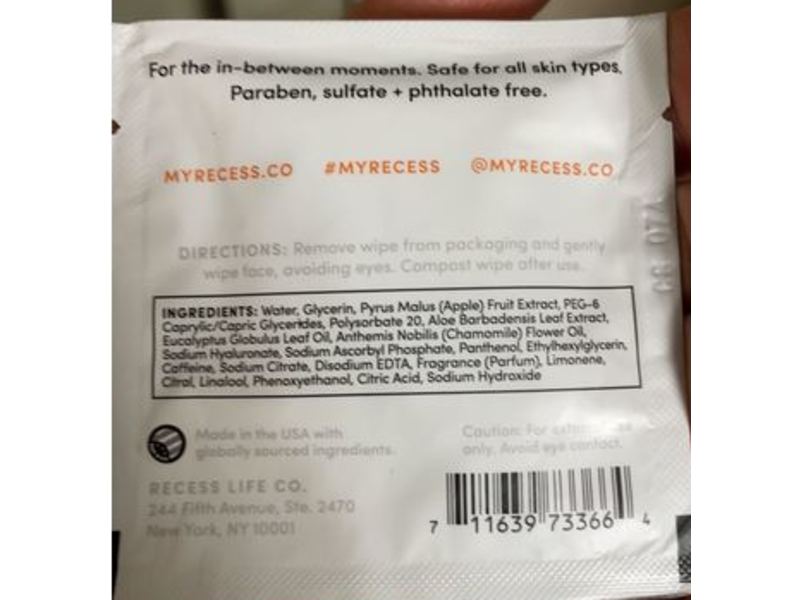 For the in-between moments. Safe for all skin types.
Paraben, sulfate + phthalate free.
MYRECESS.CO #MYRECESS @MYRECESS.CO
DIRECTIONS: Remove wipe from packaging and gently
wipe face, avoiding eyes. Compost wipe after use.
INGREDIENTS: Water, Glycerin, Pyrus Malus (Apple) Fruit Extract, PEG-6
Caprylic/Capric Glycerides, Polysorbate 20, Aloe Barbadensis Leaf Extract,
Eucalyptus Globulus Leaf Oil, Anthemis Nobilis (Chamomile) Flower Oil,
Sodium Hyaluronate, Sodium Ascorbyl Phosphate, Panthenol, Ethylhexylglycerin,
Caffeine, Sodium Citrate, Disodium EDTA, Fragrance (Parfum), Limonene,
Citral, Linalool, Phenoxyethanol, Citric Acid, Sodium Hydroxide
Made in the USA with
globally sourced ingredients.
Caution: For external use
only. Avoid eye contact.
RECESS LIFE CO.
244 Fifth Avenue, Ste. 2470
New York, NY 10001
7 11639 73366 4